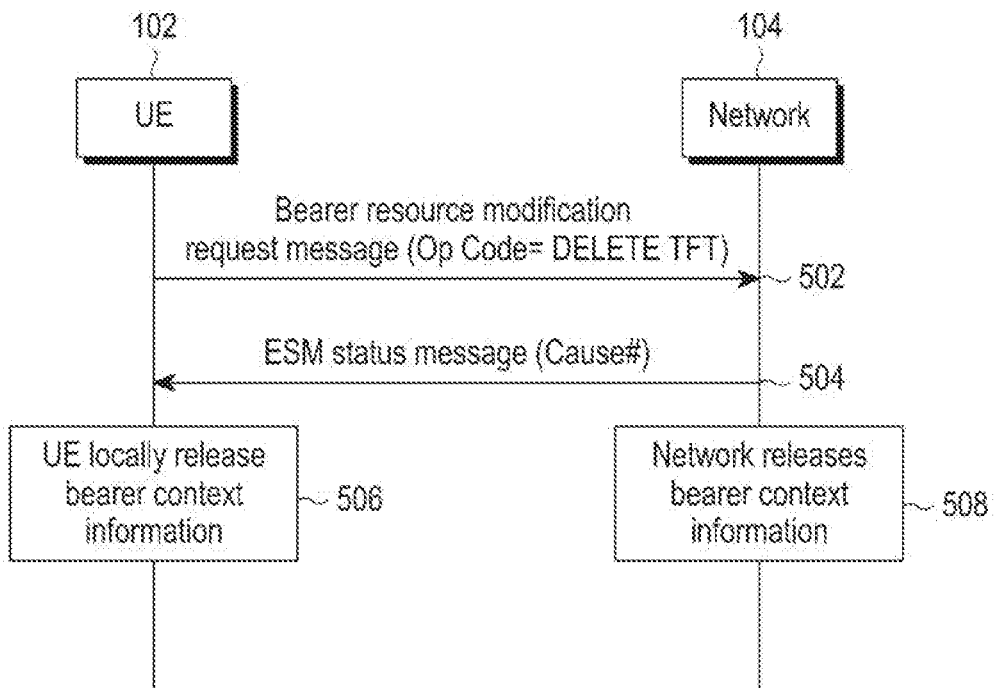 102
104
UE
Network
Bearer resource modification
request message (Op Code= DELETE TFT)
502
ESM status message (Cause#)
504
UE locally release
bearer context
information
506
Network releases
bearer context
information
508